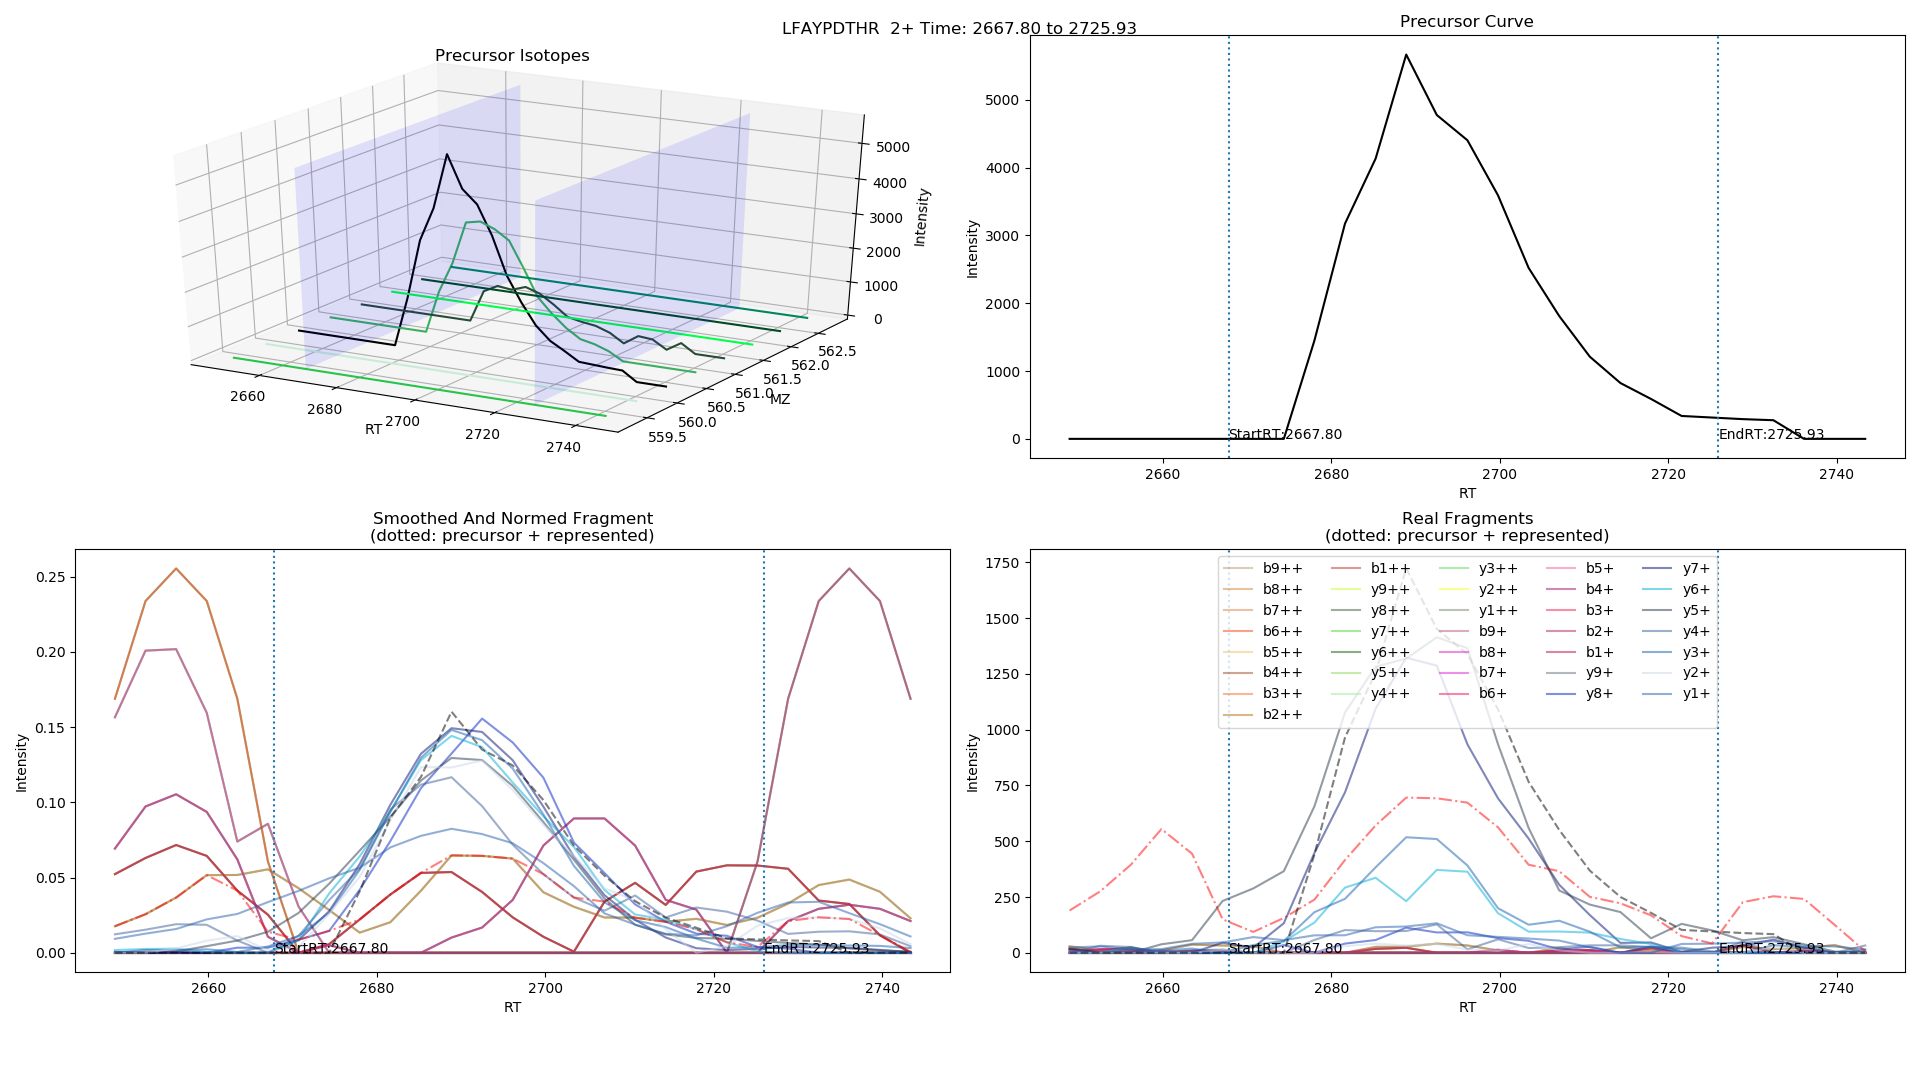 LFAYPDTHR  2+ Time: 2667.80 to 2725.93
Precursor Isotopes
5000
4000
3000
2000
1000
0
Intensity
2660
2680
2700
2720
2740
RT
559.5
560.0
560.5
561.0
561.5
562.0
562.5
MZ
Precursor Curve
5000
4000
3000
2000
1000
0
Intensity
StartRT:2667.80
EndRT:2725.93
2660 2680 2700 2720 2740
RT
Smoothed And Normed Fragment
(dotted: precursor + represented)
0.25
0.20
0.15
0.10
0.05
0.00
Intensity
StartRT:2667.80
EndRT:2725.93
2660 2680 2700 2720 2740
RT
Real Fragments
(dotted: precursor + represented)
1750
1500
1250
1000
750
500
250
0
Intensity
b9++ b1++ y3++ b5+ y7+
b8++ y9++ y2++ b4+ y6+
b7++ y8++ y1++ b3+ y5+
b6++ y7++ b9+ b2+ y4+
b5++ y6++ b8+ b1+ y3+
b4++ y5++ b7+ y9+ y2+
b3++ y4++ b6+ y8+ y1+
b2++
StartRT:2667.80
EndRT:2725.93
2660 2680 2700 2720 2740
RT